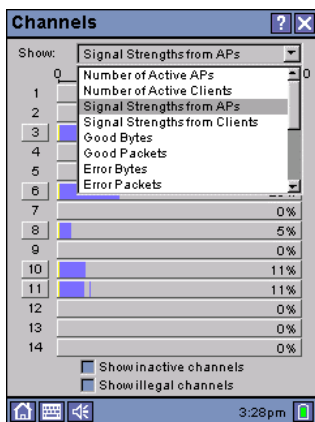 Channels ? X
Show: Signal Strengths from APs
0 0
Number of Active APs
Number of Active Clients
Signal Strengths from APs
Signal Strengths from Clients
Good Bytes
Good Packets
Error Bytes
Error Packets
1
2
3
4
5
6
7 0%
8 5%
9 0%
10 11%
11 11%
12 0%
13 0%
14 0%
Show inactive channels
Show illegal channels
3:28pm